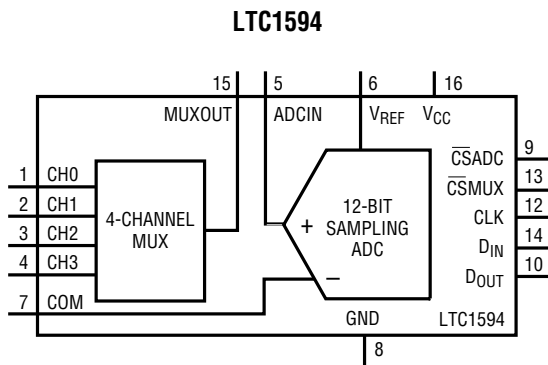 LTC1594
15 5 6 16
MUXOUT ADCIN VREF VCC
9 CSADC
1 CH0
13 CSMUX
2 CH1
4-CHANNEL
MUX
+ 12-BIT
SAMPLING
ADC
12 CLK
3 CH2
14 DIN
4 CH3
10 DOUT
–
7 COM
GND LTC1594
8